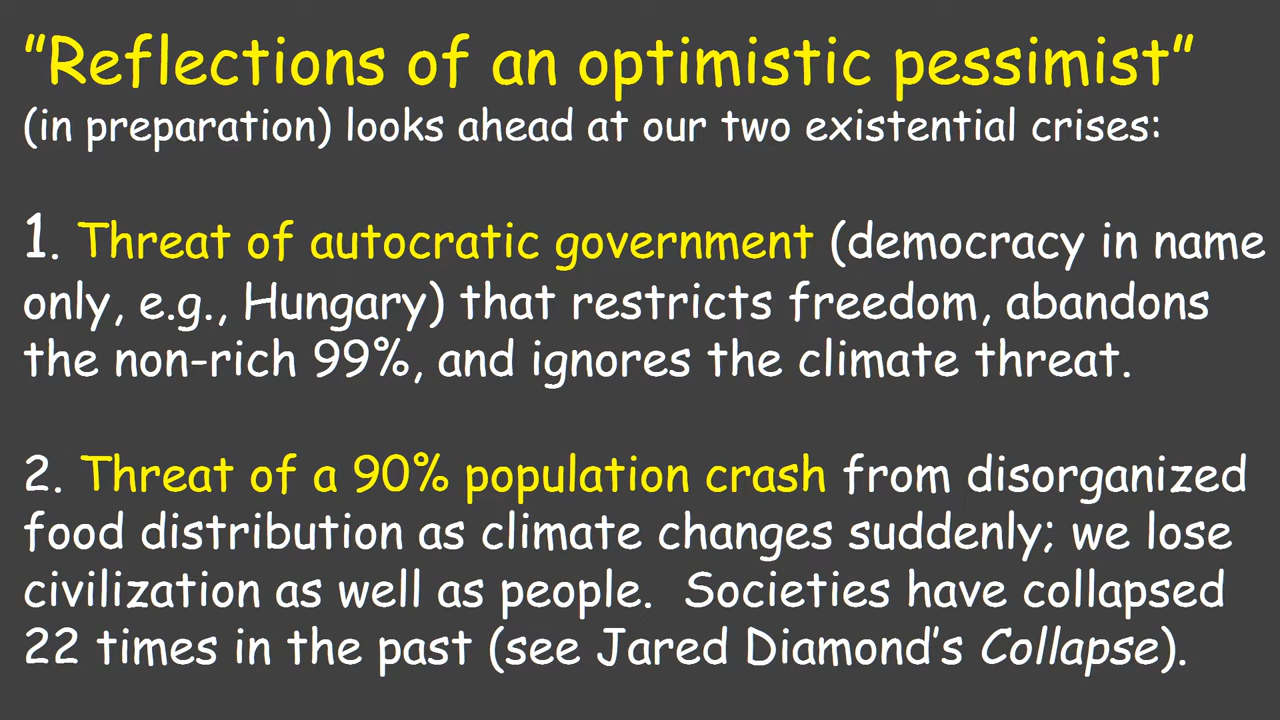 "Reflections of an optimistic pessimist"
(in preparation) looks ahead at our two existential crises:
1. Threat of autocratic government (democracy in name
only, e.g., Hungary) that restricts freedom, abandons
the non-rich 99%, and ignores the climate threat.
2. Threat of a 90% population crash from disorganized
food distribution as climate changes suddenly; we lose
civilization as well as people.  Societies have collapsed
22 times in the past (see Jared Diamond's Collapse).